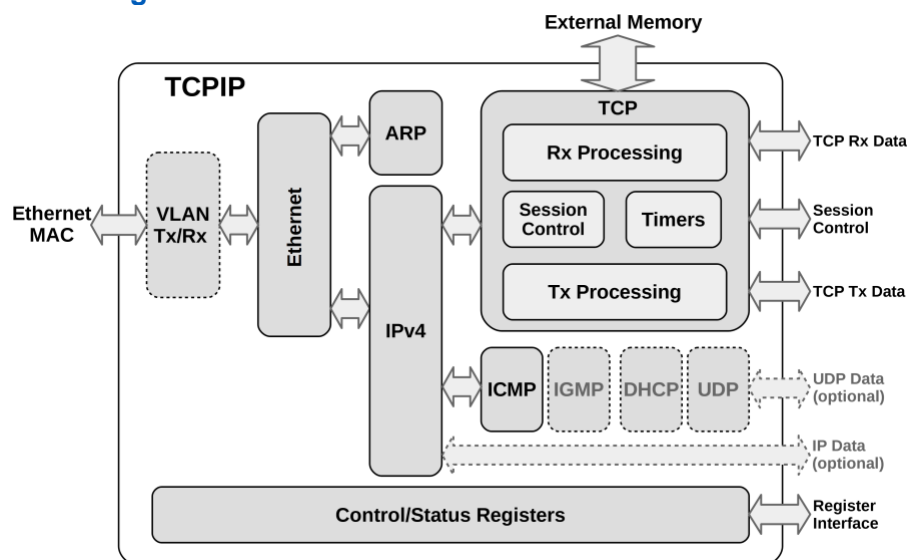 External Memory
TCPIP
TCP
ARP
Rx Processing
TCP Rx Data
Ethernet
MAC
VLAN
Tx/Rx
Ethernet
Session
Control
Timers
Session
Control
Tx Processing
TCP Tx Data
IPv4
ICMP
IGMP
DHCP
UDP
UDP Data
(optional)
IP Data
(optional)
Control/Status Registers
Register
Interface